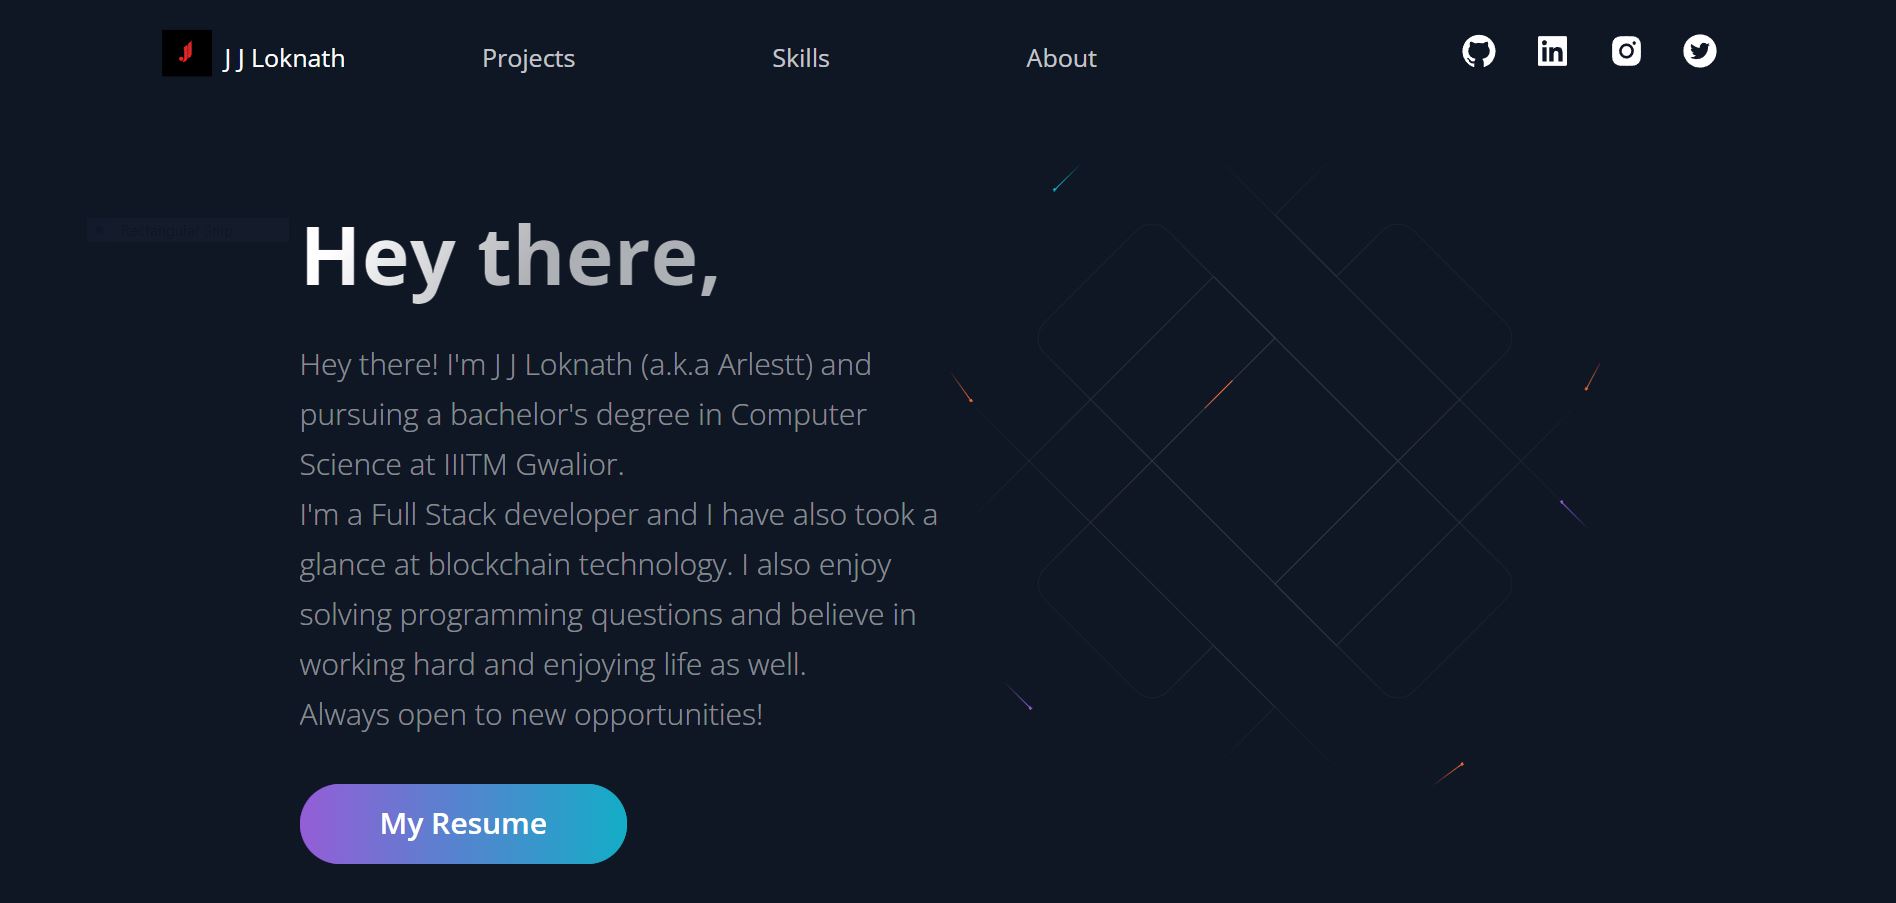 J J Loknath
Projects
Skills
About
Rectangular Snip
Hey there,
Hey there! I'm J J Loknath (a.k.a Arlestt) and
pursuing a bachelor's degree in Computer
Science at IIITM Gwalior.
I'm a Full Stack developer and I have also took a
glance at blockchain technology. I also enjoy
solving programming questions and believe in
working hard and enjoying life as well.
Always open to new opportunities!
My Resume